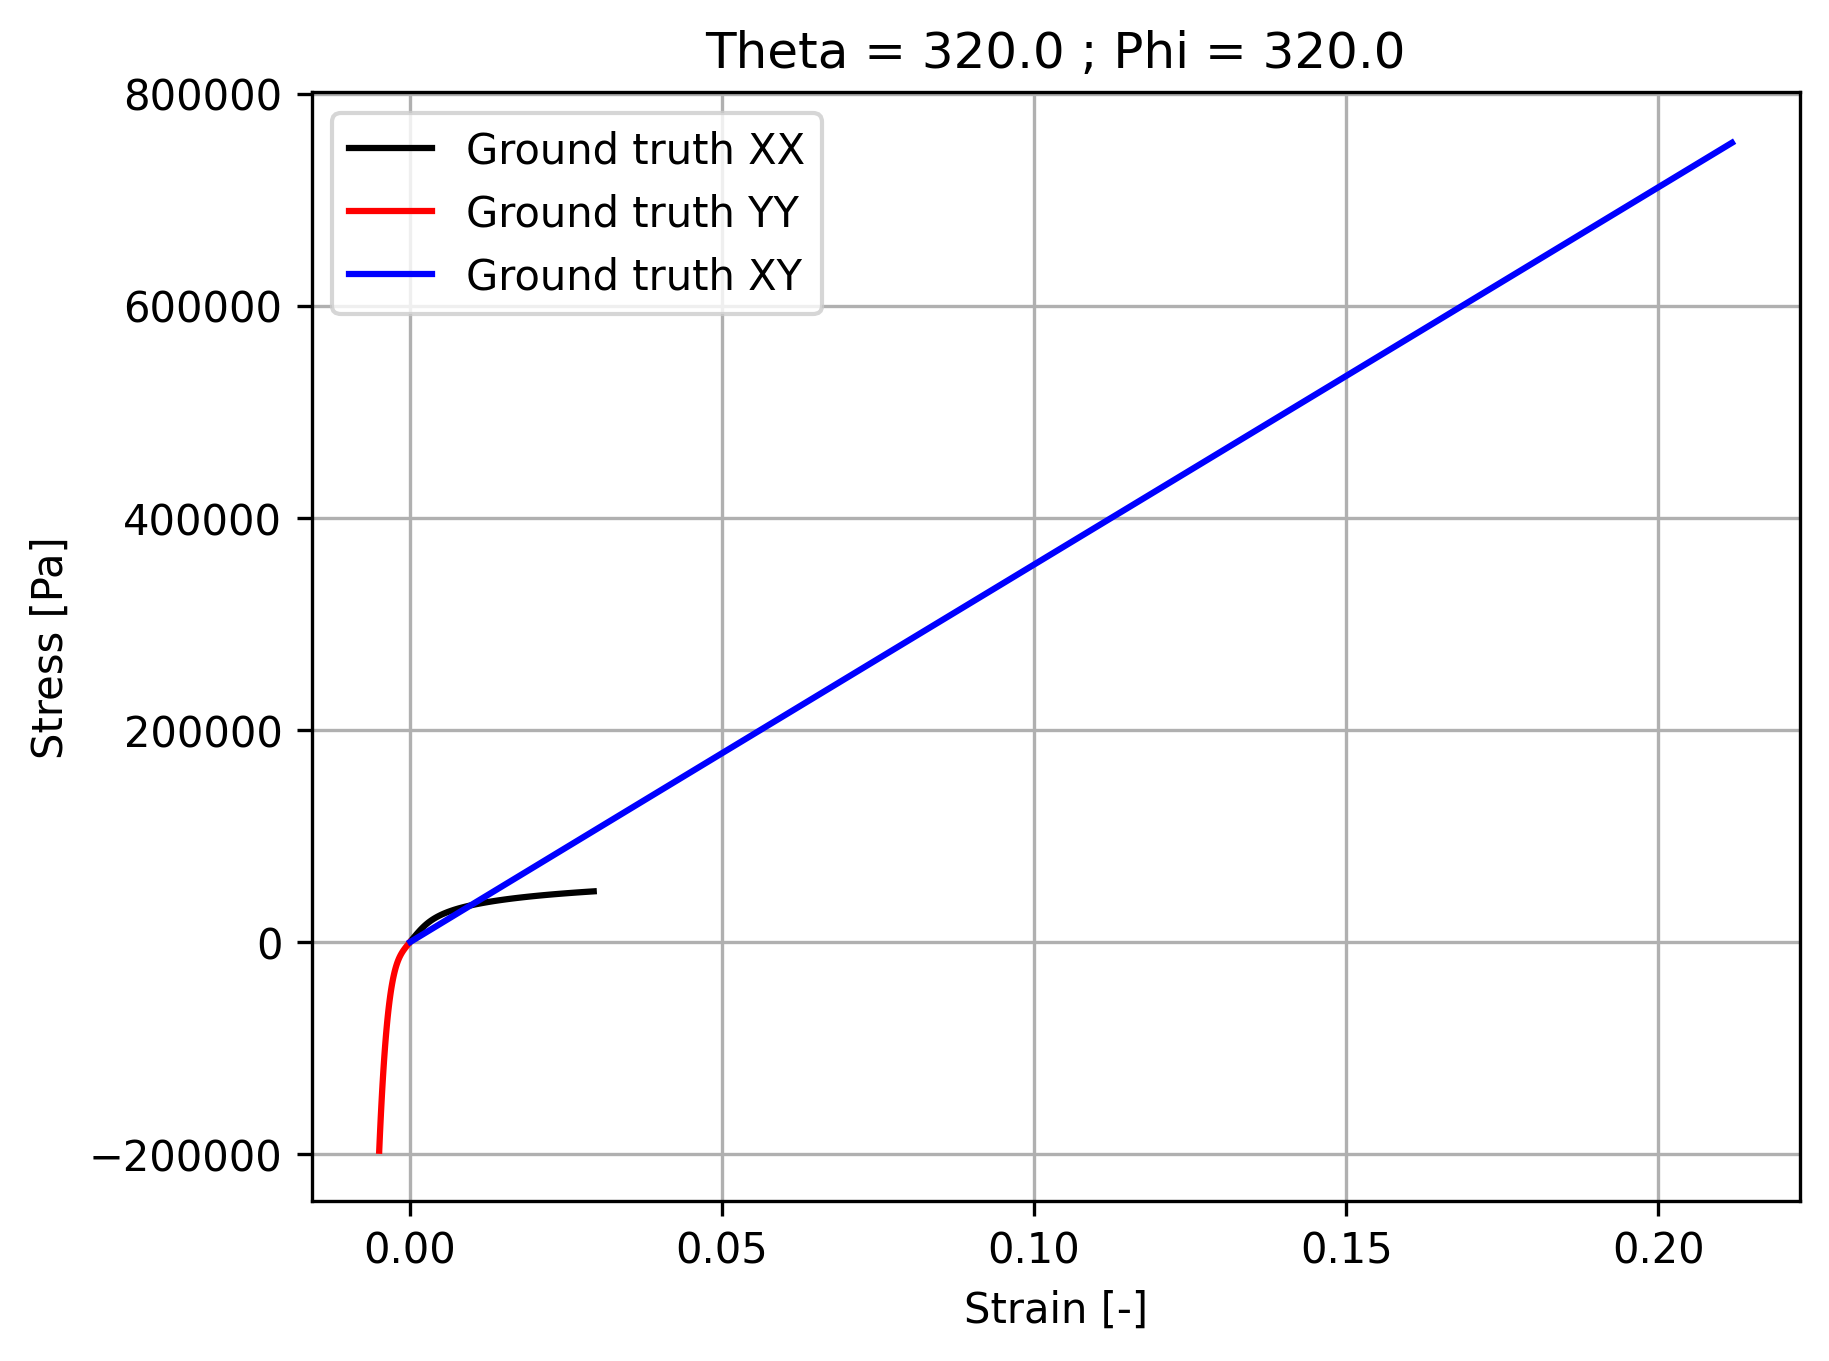 Theta = 320.0 ; Phi = 320.0
800000
600000
400000
200000
0
−200000
Stress [Pa]
Ground truth XX
Ground truth YY
Ground truth XY
0.00 0.05 0.10 0.15 0.20
Strain [-]